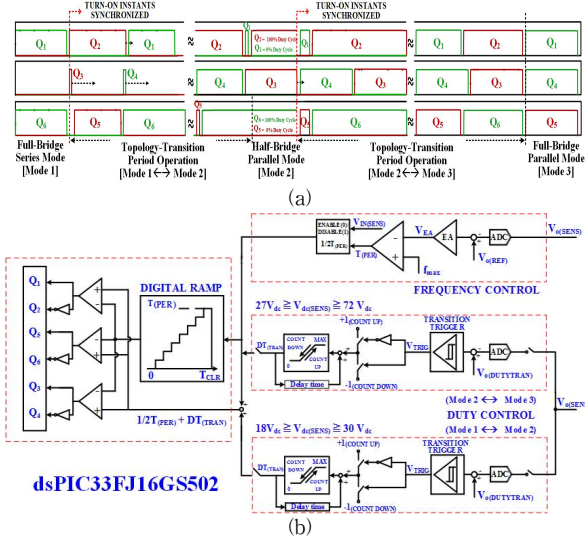 TURN-ON INSTANTS
SYNCHRONIZED
TURN-ON INSTANTS
SYNCHRONIZED
Q1 Q2 Q1 Q2 Q1 Q2 = 100% Duty Cycle
Q1 = 0% Duty Cycle Q1 Q2 Q1 Q2 Q1
Q3 Q4 Q4 Q3 Q4 Q3 Q4 Q3 Q4
Q6 Q5 Q6 Q5 Q6 = 100% Duty Cycle
Q5 = 0% Duty Cycle Q5 Q6 Q5 Q6 Q5
Full-Bridge
Series Mode
[Mode 1]
Topology-Transition
Period Operation
[Mode 1 ↔ Mode 2]
Half-Bridge
Parallel Mode
[Mode 2]
Topology-Transition
Period Operation
[Mode 2 ↔ Mode 3]
Full-Bridge
Parallel Mode
[Mode 3]
(a)
ENABLE(0)
DISABLE(1)
1/2T(PER)
VIN(SENS)
T(PER)
- +
fmax
VEA
EA
- +
ADC
Vo(SENS)
Vo(REF)
FREQUENCY CONTROL
Q1
Q2
Q5
Q6
Q3
Q4
DIGITAL RAMP
T(PER)
0
TCLR
1/2T(PER) + DT(TRAN)
27Vdc ≧ Vdc(SENS) ≧ 72 Vdc
DT(TRAN)
COUNT DOWN
MAX
0
COUNT UP
Delay time
+1(COUNT UP)
-1(COUNT DOWN)
VTRIG
TRANSITION
TRIGGER
ADC
Vo(DUTYTRAN)
(Mode 2 ↔ Mode 3)
DUTY CONTROL
(Mode 1 ↔ Mode 2)
Vo(SENS
18Vdc ≧ Vdc(SENS) ≧ 30 Vdc
DT(TRAN)
COUNT DOWN
MAX
0
COUNT UP
Delay time
+1(COUNT UP)
-1(COUNT DOWN)
VTRIG
TRANSITION
TRIGGER
ADC
Vo(DUTYTRAN)
dsPIC33FJ16GS502
(b)